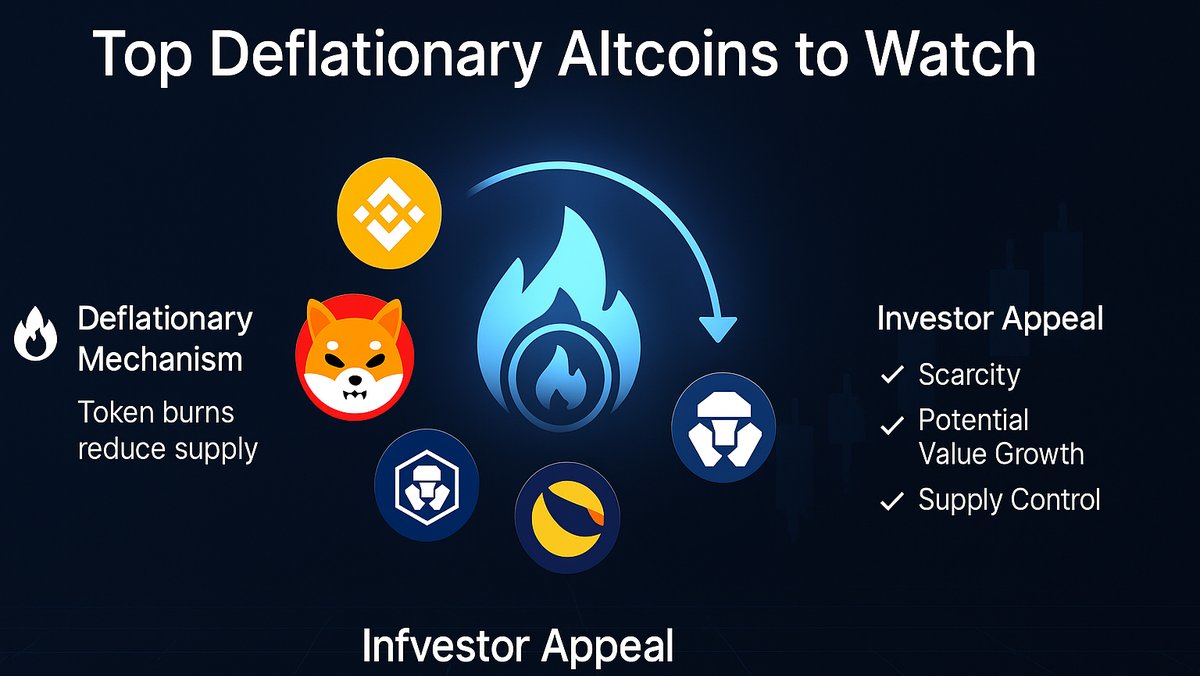 Top Deflationary Altcoins to Watch
Deflationary
Mechanism
Token burns
reduce supply
Investor Appeal
Scarcity
Potential
Value Growth
Supply Control
Infvestor Appeal